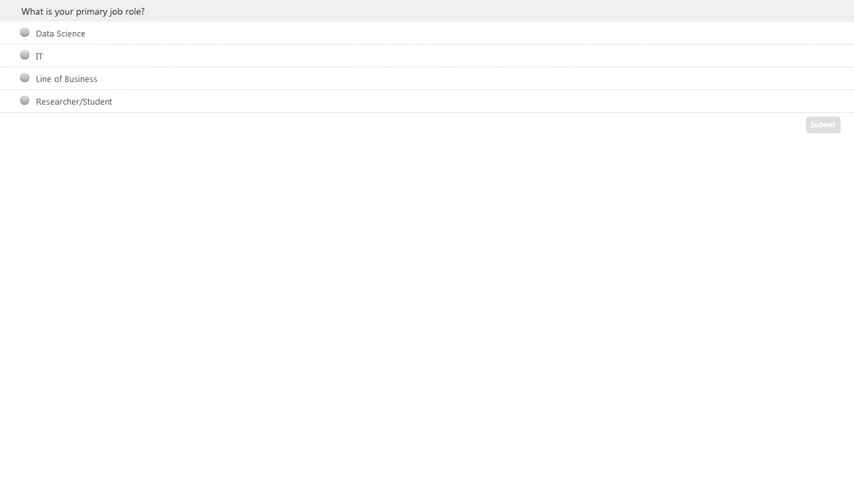 What is your primary job role?
Data Science
IT
Line of Business
Researcher/Student
Submit